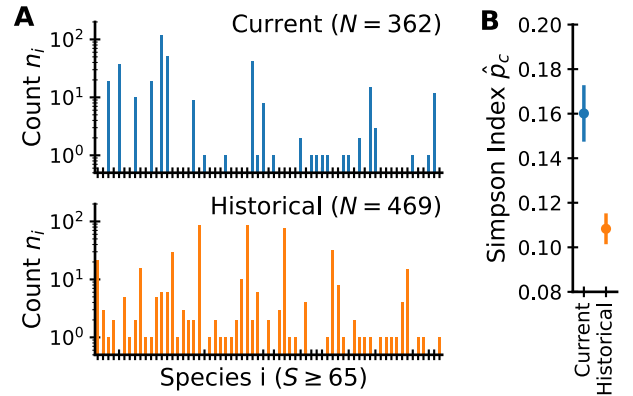 A
Current (N = 362)
Count nᵢ
10²
10¹
10⁰
Historical (N = 469)
Count nᵢ
10²
10¹
10⁰
Species i (S ≥ 65)
B
Simpson Index p̂_c
0.20
0.18
0.16
0.14
0.12
0.10
0.08
Current
Historical